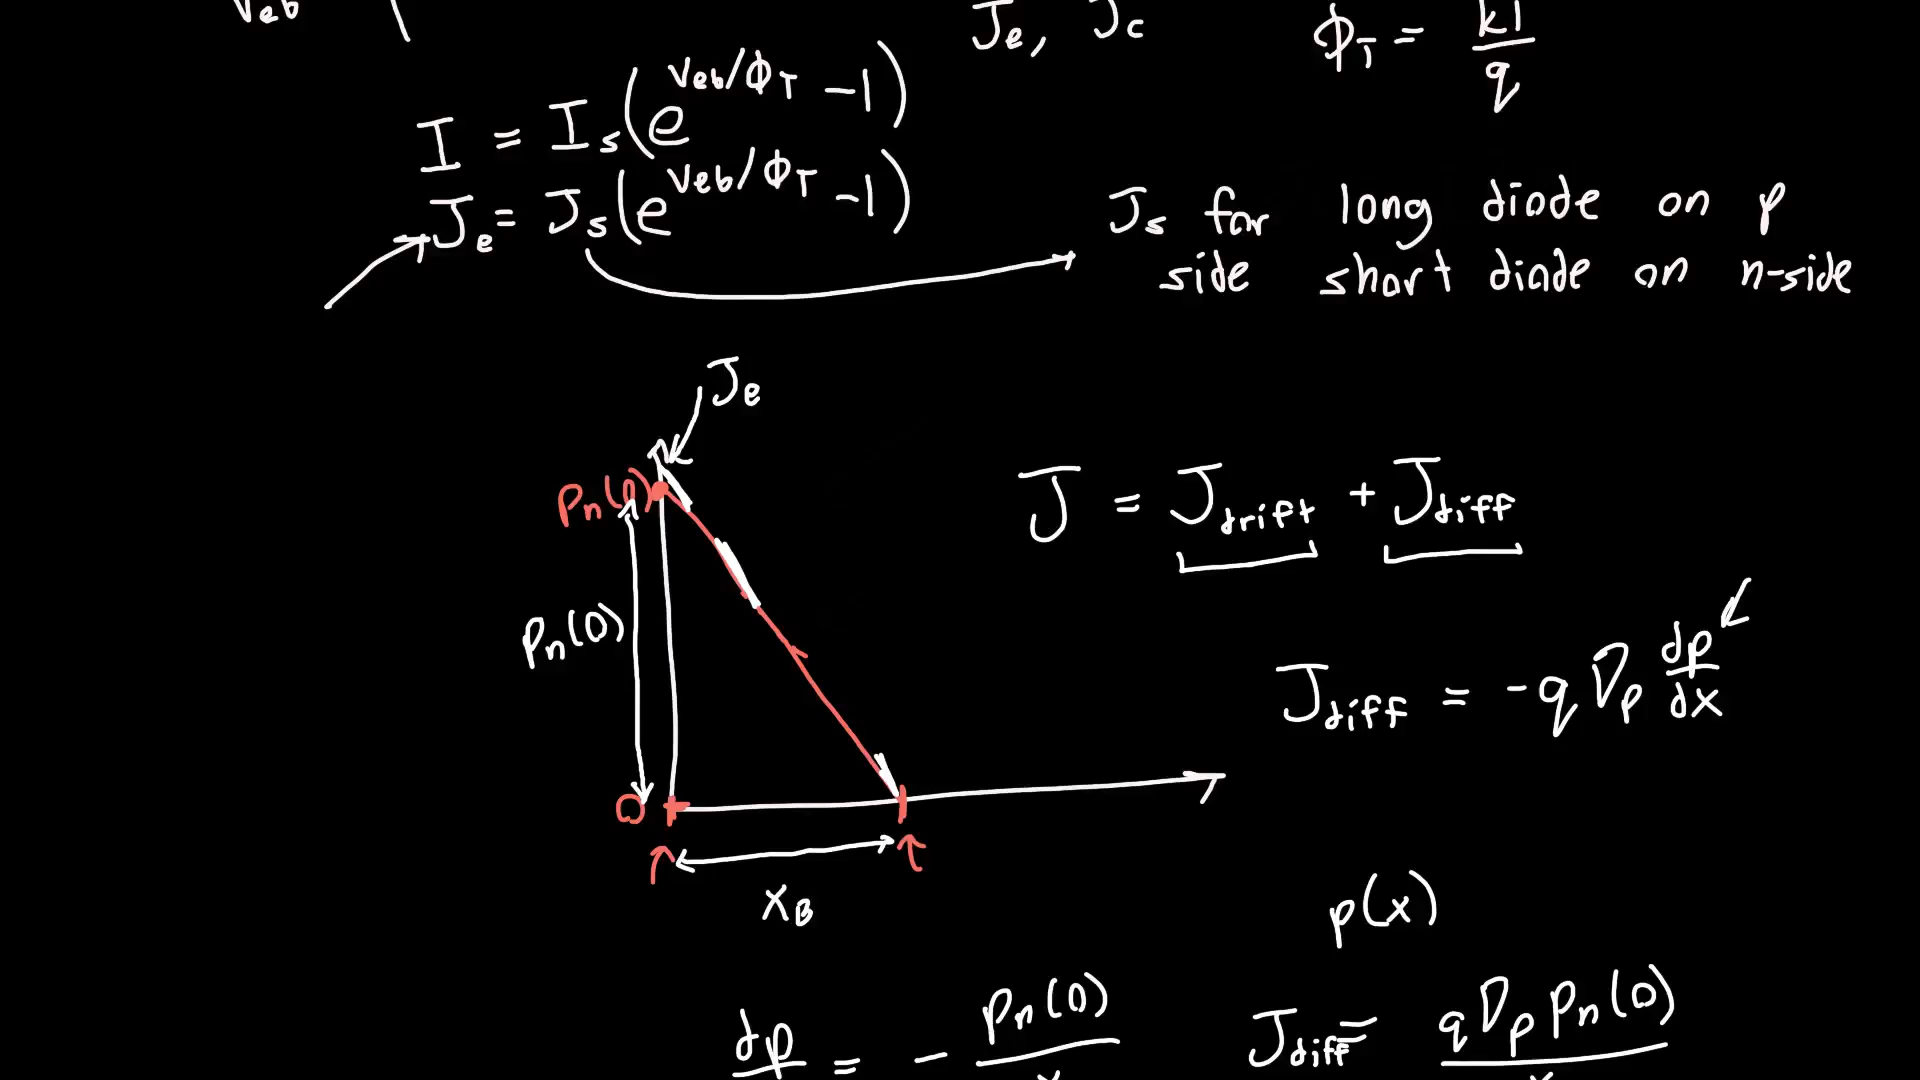 Veb
Je, Jc
ΦT = kT/q
I = Is(e^(Veb/ΦT) -1)
Je = Js(e^(Veb/ΦT) -1)
Js for long diode on p
side short diode on n-side
Je
Pn(0)
J = Jdrift + Jdiff
Pn(0)
Jdiff = -q Dp dp/dx
0
XB
p(x)
dp = - Pn(0)
Jdiff = q Dp Pn(0)